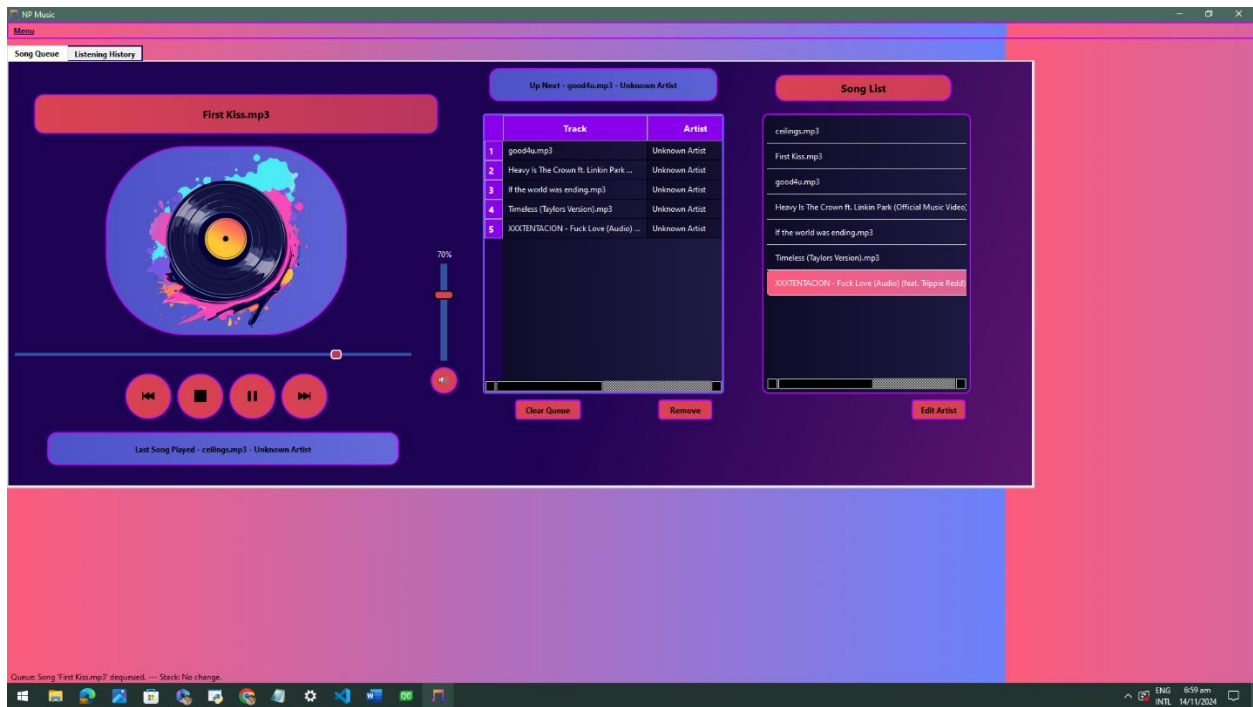 NP Music
Menu
Song Queue Listening History
First Kiss.mp3
70%
Last Song Played - ceilings.mp3 - Unknown Artist
Up Next - good4u.mp3 - Unknown Artist
Track Artist
1 good4u.mp3 Unknown Artist
2 Heavy Is The Crown ft. Linkin Park ... Unknown Artist
3 If the world was ending.mp3 Unknown Artist
4 Timeless (Taylors Version).mp3 Unknown Artist
5 XXXTENTACION - Fuck Love (Audio) ... Unknown Artist
Clear Queue Remove
Song List
ceilings.mp3
First Kiss.mp3
good4u.mp3
Heavy Is The Crown ft. Linkin Park (Official Music Video)
If the world was ending.mp3
Timeless (Taylors Version).mp3
XXXTENTACION - Fuck Love (Audio) (feat. Trippie Redd)
Edit Artist
Queue: Song 'First Kiss.mp3' dequeued. --- Stack: No change.
ENG 6:59 am
INTL 14/11/2024